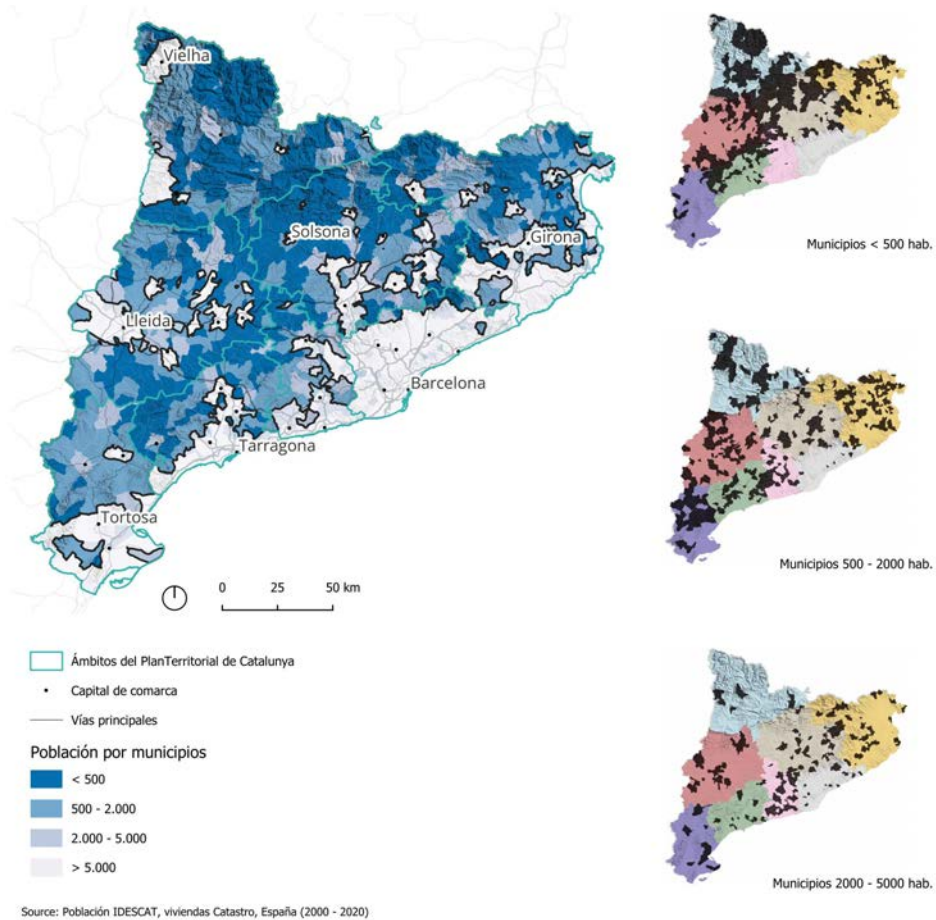 Vielha
Solsona
Girona
Lleida
Barcelona
Tarragona
Tortosa
0 25 50 km
Ámbitos del PlanTerritorial de Catalunya
Capital de comarca
Vías principales
Población por municipios
< 500
500 - 2.000
2.000 - 5.000
> 5.000
Source: Población IDESCAT, viviendas Catastro, España (2000 - 2020)
Municipios < 500 hab.
Municipios 500 - 2000 hab.
Municipios 2000 - 5000 hab.